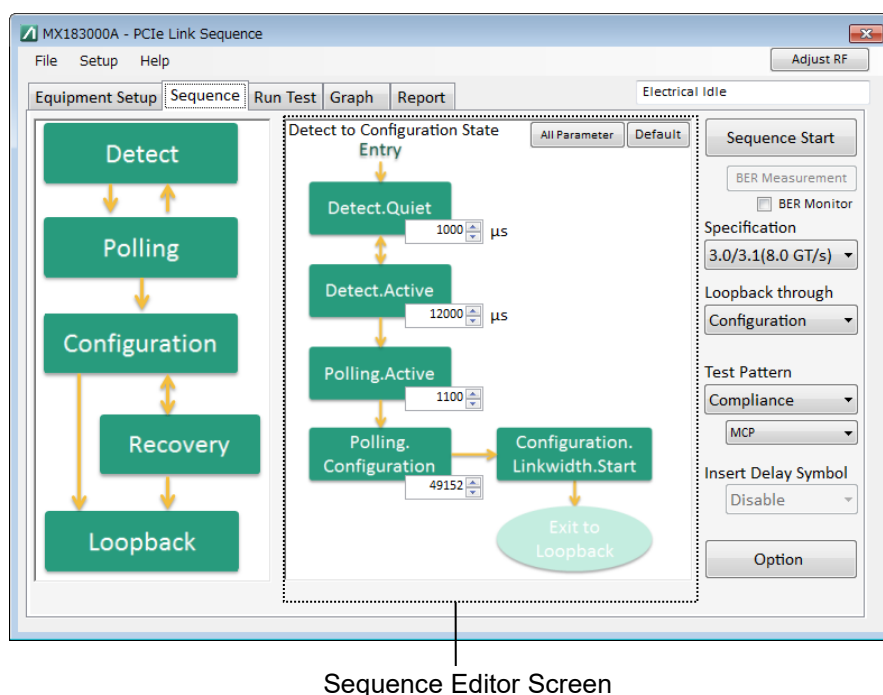 MX183000A - PCIe Link Sequence
File Setup Help
Adjust RF
Equipment Setup Sequence Run Test Graph Report
Electrical Idle
Detect
Polling
Configuration
Recovery
Loopback
Detect to Configuration State
All Parameter Default
Entry
Detect.Quiet
1000 µs
Detect.Active
12000 µs
Polling.Active
1100
Polling.
Configuration
49152
Configuration.
Linkwidth.Start
Exit to
Loopback
Sequence Start
BER Measurement
BER Monitor
Specification
3.0/3.1(8.0 GT/s)
Loopback through
Configuration
Test Pattern
Compliance
MCP
Insert Delay Symbol
Disable
Option
Sequence Editor Screen